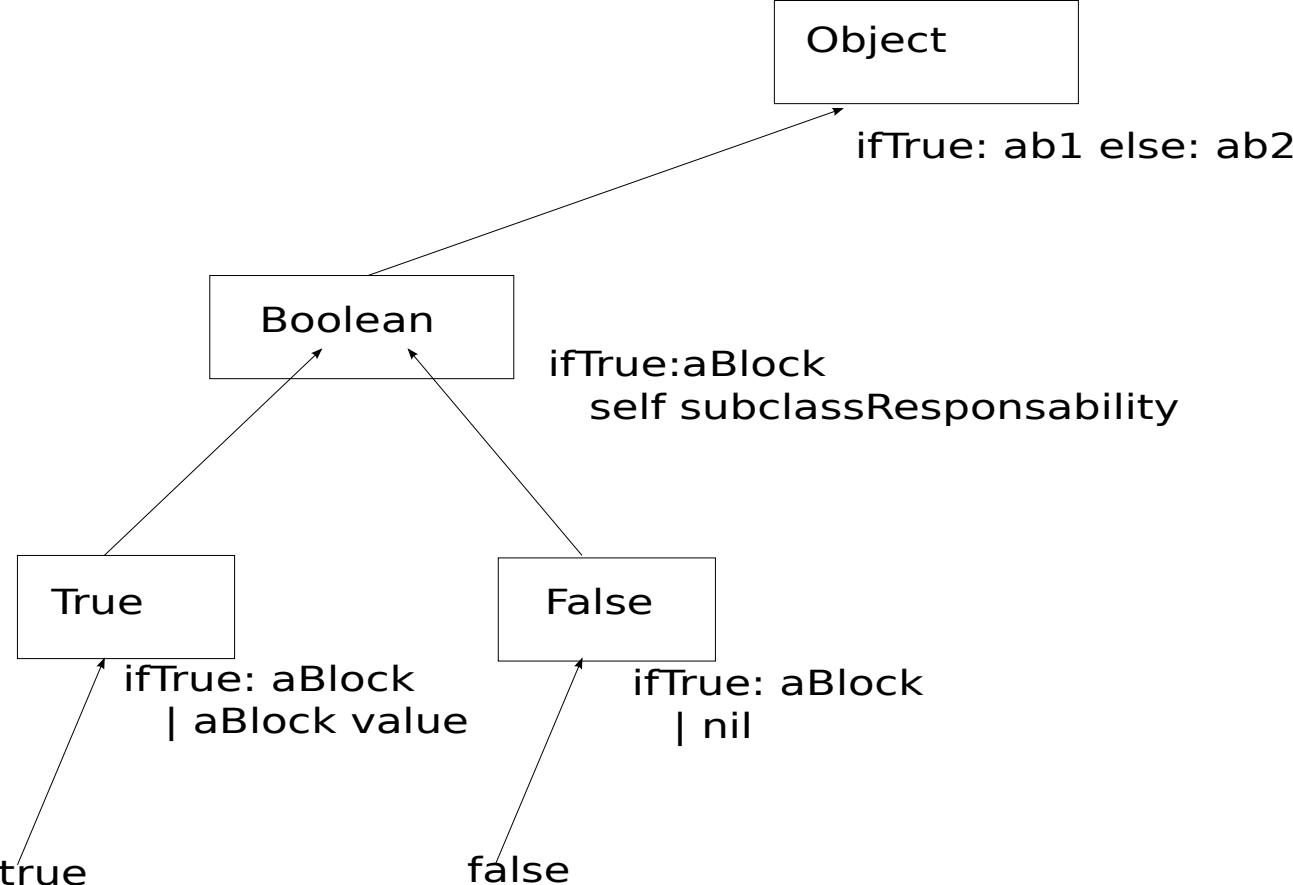 Object
ifTrue: ab1 else: ab2
Boolean
ifTrue:aBlock
self subclassResponsability
True
False
ifTrue: aBlock
| aBlock value
ifTrue: aBlock
| nil
true
false